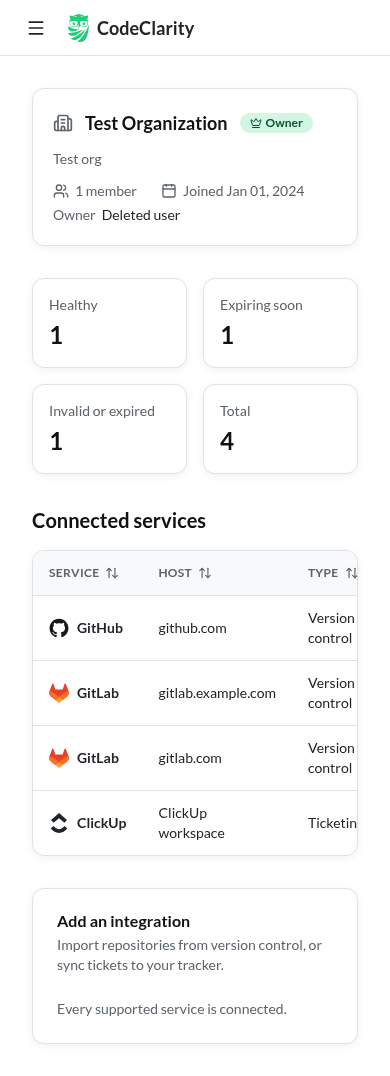 CodeClarity
Test Organization
Owner
Test org
1 member
Joined Jan 01, 2024
Owner Deleted user
Healthy
1
Expiring soon
1
Invalid or expired
1
Total
4
Connected services
SERVICE HOST TYPE
GitHub github.com Version
control
GitLab gitlab.example.com Version
control
GitLab gitlab.com Version
control
ClickUp ClickUp
workspace
Ticketin
Add an integration
Import repositories from version control, or
sync tickets to your tracker.
Every supported service is connected.